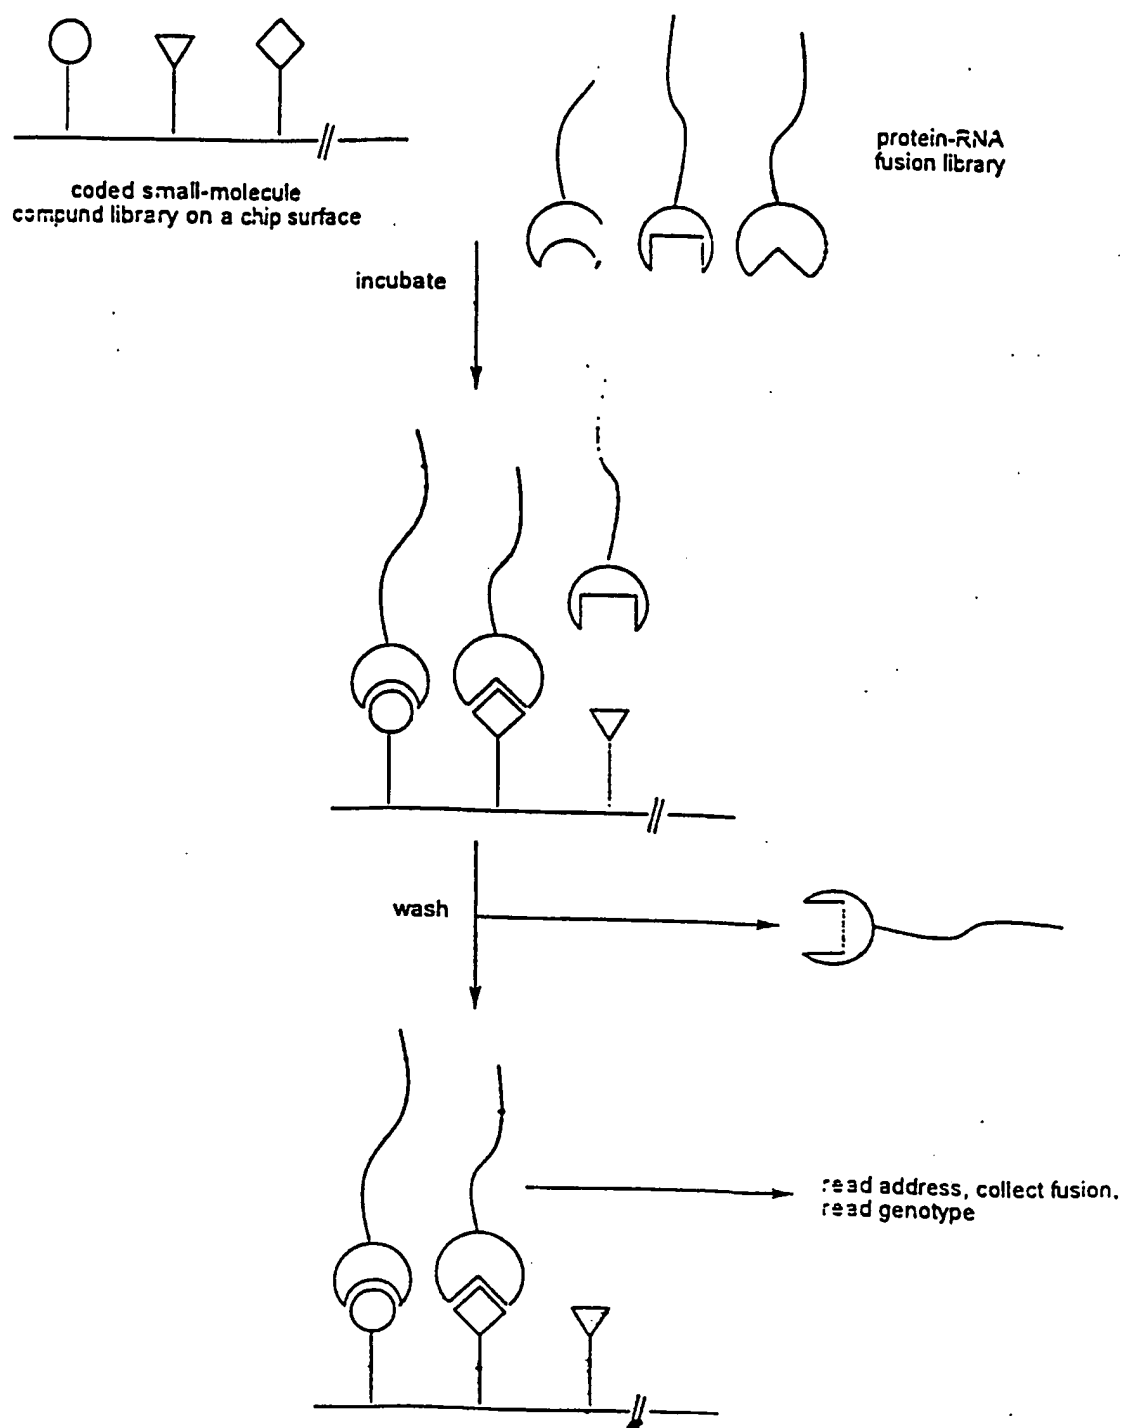 coded small-molecule
compund library on a chip surface
protein-RNA
fusion library
incubate
wash
read address, collect fusion,
read genotype